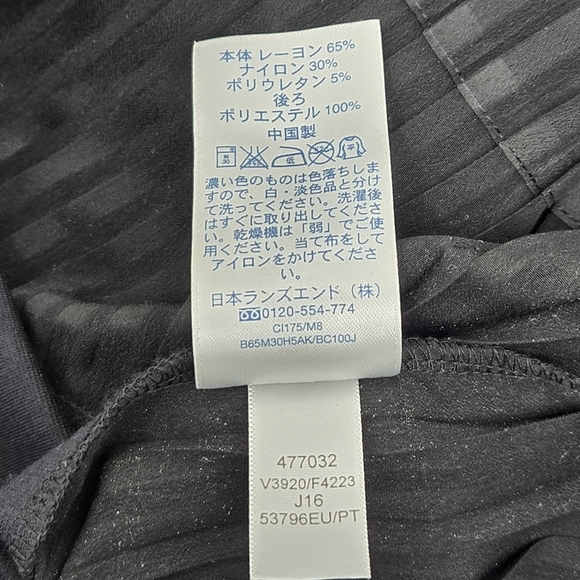 本体 レーヨン 65%
ナイロン 30%
ポリウレタン 5%
後ろ
ポリエステル 100%
中国製
低 平
濃い色のものは色落ちしま
すので、白・淡色品と分け
て洗ってください。洗濯後
はすぐに取り出してくださ
い。乾燥機は「弱」でご使
用ください。当て布をして
アイロンをかけてくださ
い。
日本ランズエンド（株）
0120-554-774
CI175/M8
B65M30H5AK/BC100J
477032
V3920/F4223
J16
53796EU/PT